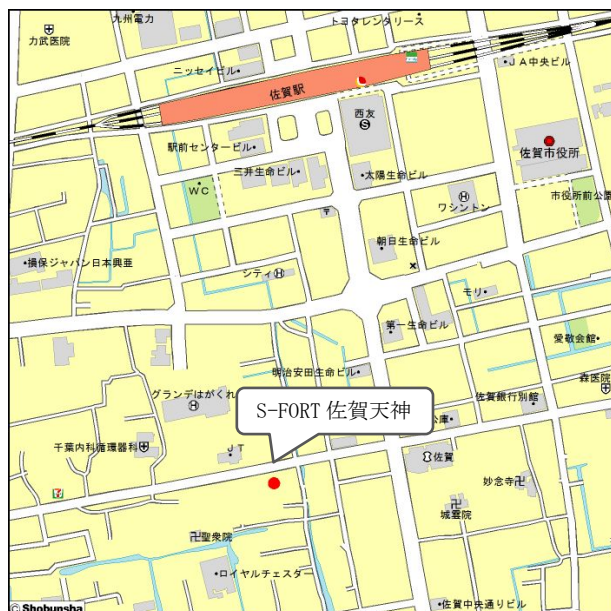 九州電力
トヨタレンタリース
力武医院
ニッセイビル
JA中央ビル
佐賀駅
西友
佐賀市役所
駅前センタービル
三井生命ビル
太陽生命ビル
WC
ワシントン
市役所前公園
朝日生命ビル
損保ジャパン日本興亜
シティ
モリ
第一生命ビル
愛敬会館
明治安田生命ビル
森医院
グランデはがくれ
佐賀銀行別館
S-FORT 佐賀天神
公庫
千葉内科循環器科
JT
佐賀
妙念寺
城雲院
聖衆院
ロイヤルチェスター
佐賀中央通りビル
© Shobunsha